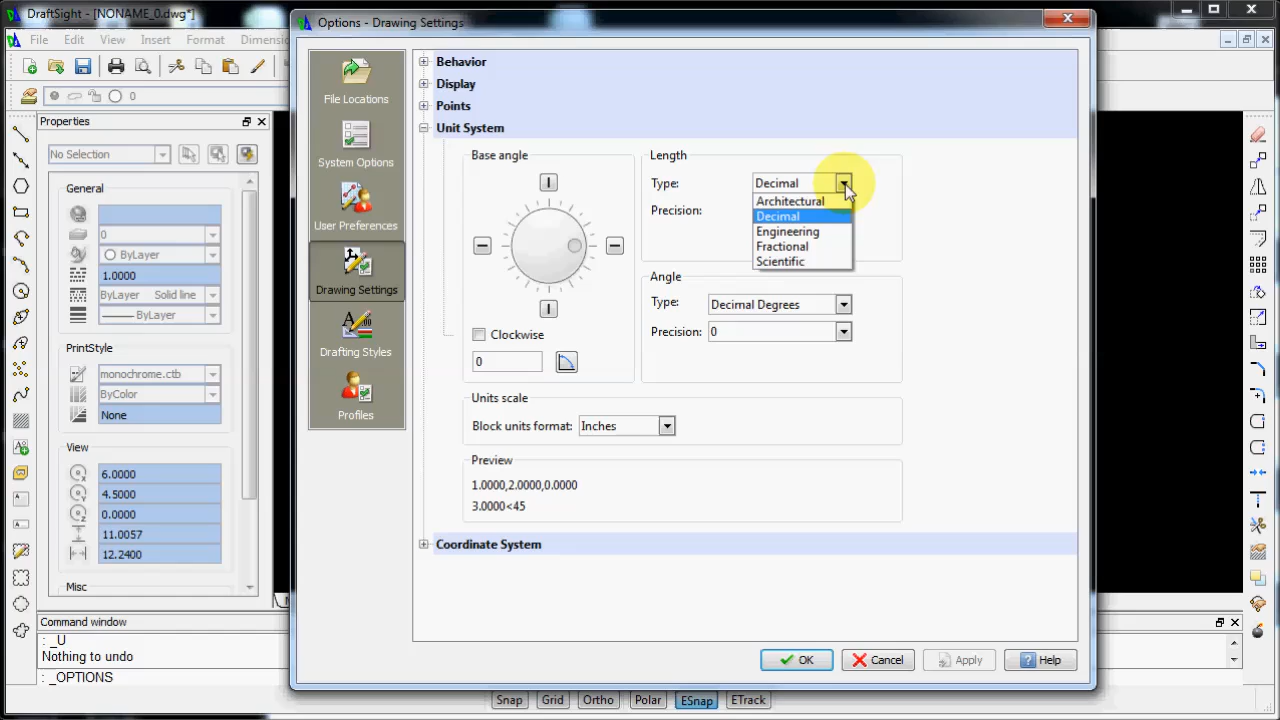 DraftSight - [NONAME_0.dwg*]
File Edit View Insert Format Dimensi
0
Properties
No Selection
General
0
ByLayer
1.0000
ByLayer Solid line
ByLayer
PrintStyle
monochrome.ctb
ByColor
None
View
6.0000
4.5000
0.0000
11.0057
12.2400
Misc
Command window
: _U
Nothing to undo
: _OPTIONS
Options - Drawing Settings
File Locations
System Options
User Preferences
Drawing Settings
Drafting Styles
Profiles
Behavior
Display
Points
Unit System
Base angle
Clockwise
0
Length
Type: Decimal
Architectural
Decimal
Engineering
Fractional
Scientific
Precision:
Angle
Type: Decimal Degrees
Precision: 0
Units scale
Block units format: Inches
Preview
1.0000,2.0000,0.0000
3.0000<45
Coordinate System
OK Cancel Apply Help
Snap Grid Ortho Polar ESnap ETrack